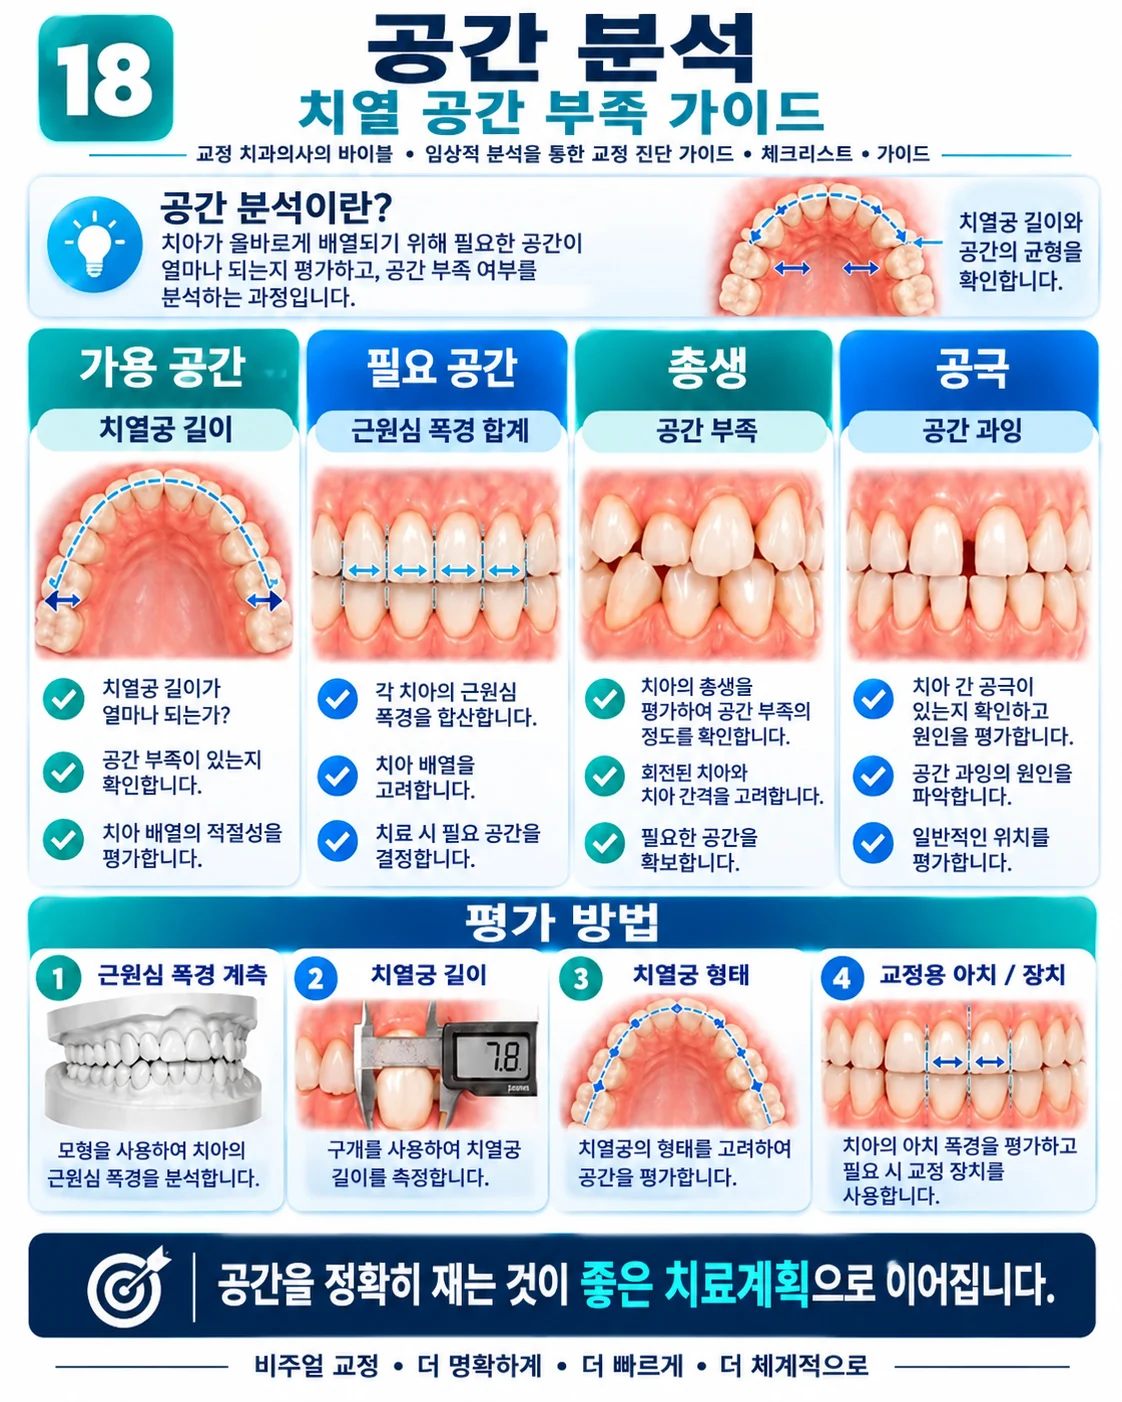 18
공간 분석
치열 공간 부족 가이드
교정 치과의사의 바이블 • 임상적 분석을 통한 교정 진단 가이드 • 체크리스트 • 가이드
공간 분석이란?
치아가 올바르게 배열되기 위해 필요한 공간이
열마나 되는지 평가하고, 공간 부족 여부를
분석하는 과정입니다.
치열궁 길이와
공간의 균형을
확인합니다.
가용 공간
치열궁 길이
치열궁 길이가
열마나 되는가?
공간 부족이 있는지
확인합니다.
치아 배열의 적절성을
평가합니다.
필요 공간
근원심 폭경 합계
각 치아의 근원심
폭경을 합산합니다.
치아 배열을
고려합니다.
치료 시 필요 공간을
결정합니다.
총생
공간 부족
치아의 총생을
평가하여 공간 부족의
정도를 확인합니다.
회전된 치아와
치아 간격을 고려합니다.
필요한 공간을
확보합니다.
공국
공간 과잉
치아 간 공극이
있는지 확인하고
원인을 평가합니다.
공간 과잉의 원인을
파악합니다.
일반적인 위치를
평가합니다.
평가 방법
1 근원심 폭경 계측
모형을 사용하여 치아의
근원심 폭경을 분석합니다.
2 치열궁 길이
7.8
구개를 사용하여 치열궁
길이를 측정합니다.
3 치열궁 형태
치열궁의 형태를 고려하여
공간을 평가합니다.
4 교정용 아치 / 장치
치아의 아치 폭경을 평가하고
필요 시 교정 장치를
사용합니다.
공간을 정확히 재는 것이 좋은 치료계획으로 이어집니다.
비주얼 교정 • 더 명확하계 • 더 빠르게 • 더 체계적으로